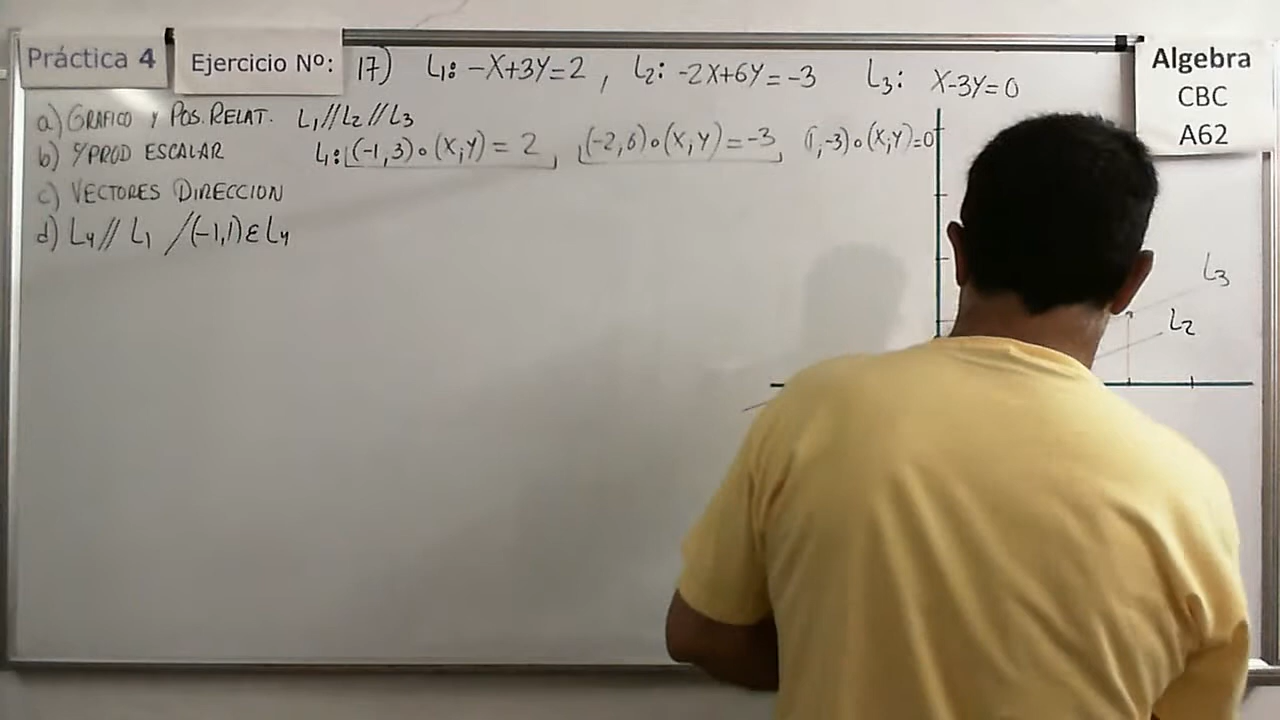 Práctica 4
Ejercicio Nº: 17) L1: -X+3Y=2 , L2: -2X+6Y=-3 L3: X-3Y=0
Algebra
CBC
A62
a) GRAFICO Y POS. RELAT. L1//L2//L3
b) Y PROD ESCALAR L1: (-1,3)∘(X,Y)=2 , (-2,6)∘(X,Y)=-3, (1,-3)∘(X,Y)=0
c) VECTORES DIRECCION
d) L4//L1 /(-1,1)ϵL4
L3
L2